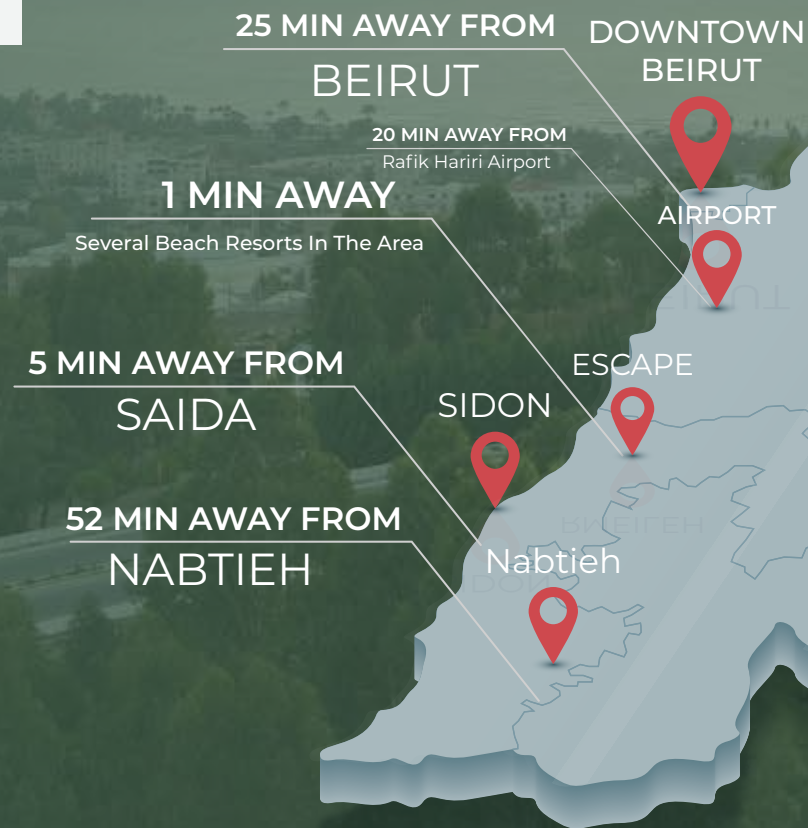 25 MIN AWAY FROM
BEIRUT
DOWNTOWN
BEIRUT
20 MIN AWAY FROM
Rafik Hariri Airport
1 MIN AWAY
Several Beach Resorts In The Area
AIRPORT
5 MIN AWAY FROM
SAIDA
ESCAPE
SIDON
52 MIN AWAY FROM
NABTIEH
RMEILEH
Nabtieh